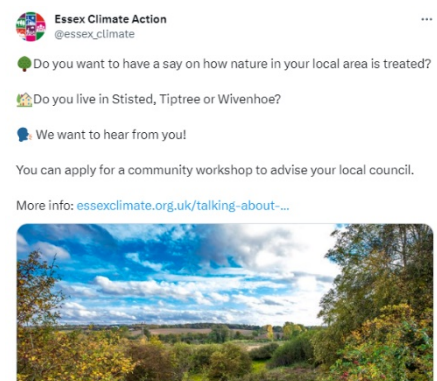 Essex Climate Action
@essex_climate
🌳Do you want to have a say on how nature in your local area is treated?
🏡Do you live in Stisted, Tiptree or Wivenhoe?
🗣️ We want to hear from you!
You can apply for a community workshop to advise your local council.
More info: essexclimate.org.uk/talking-about-...